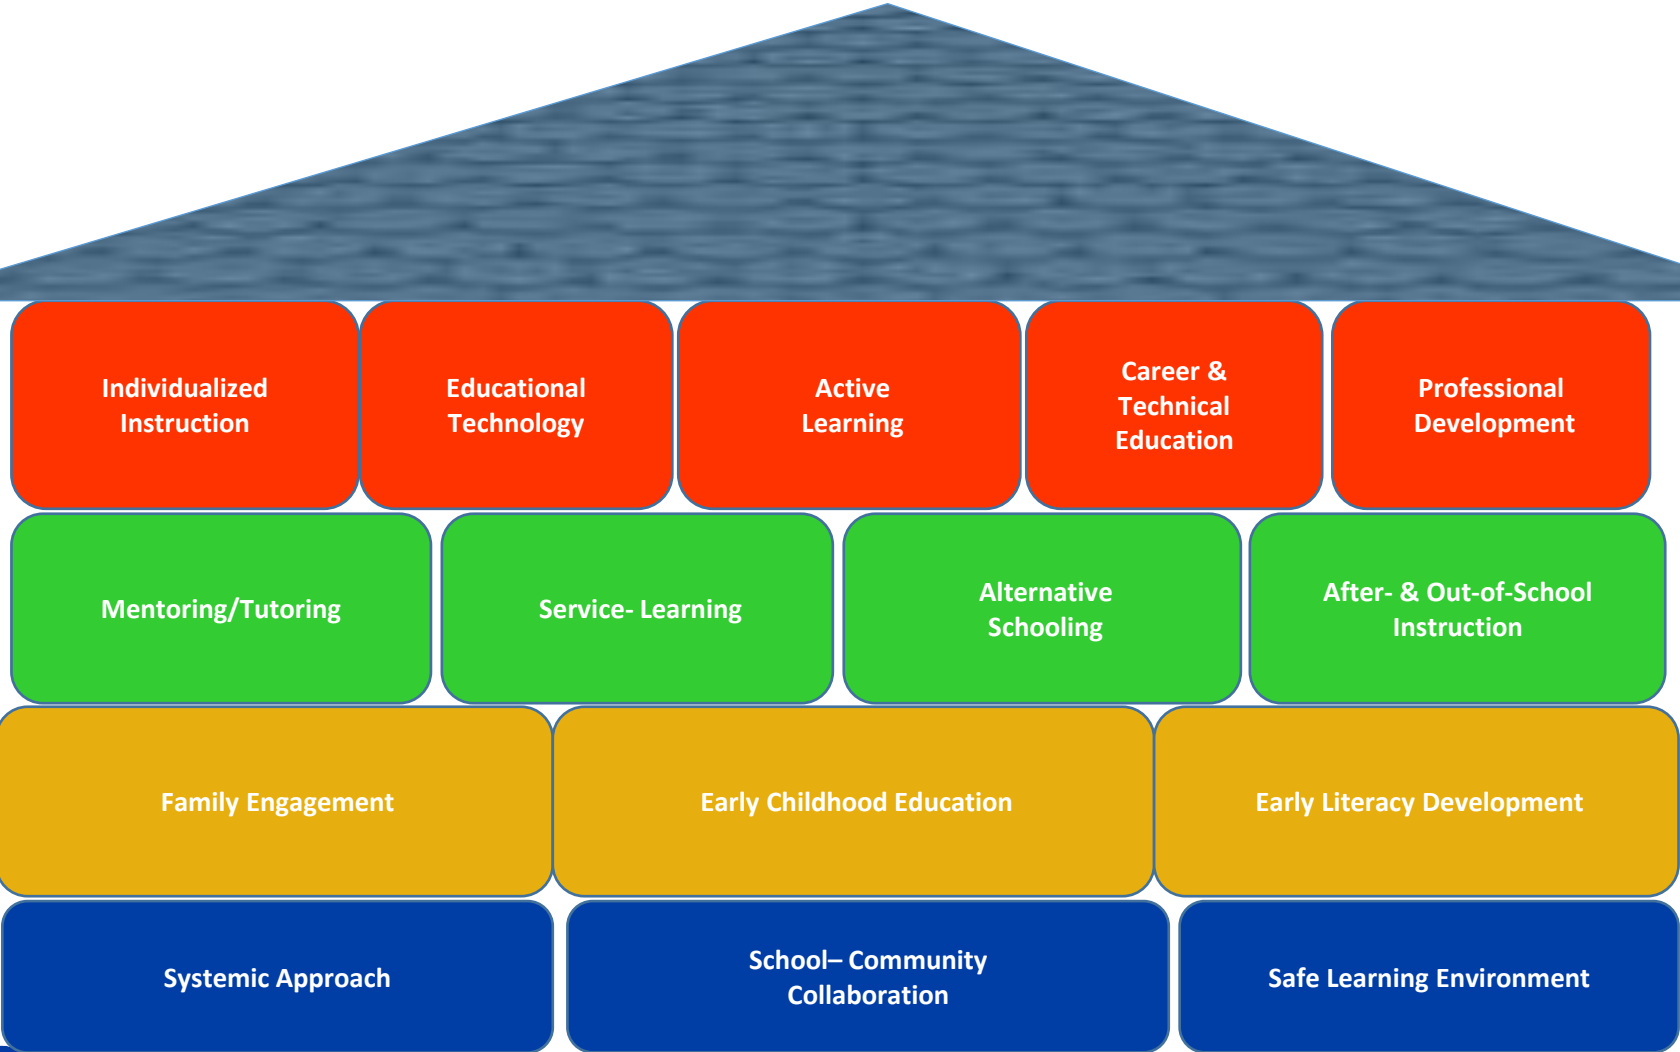 Individualized
Instruction
Educational
Technology
Active
Learning
Career &
Technical
Education
Professional
Development
Mentoring/Tutoring
Service- Learning
Alternative
Schooling
After- & Out-of-School
Instruction
Family Engagement
Early Childhood Education
Early Literacy Development
Systemic Approach
School– Community
Collaboration
Safe Learning Environment